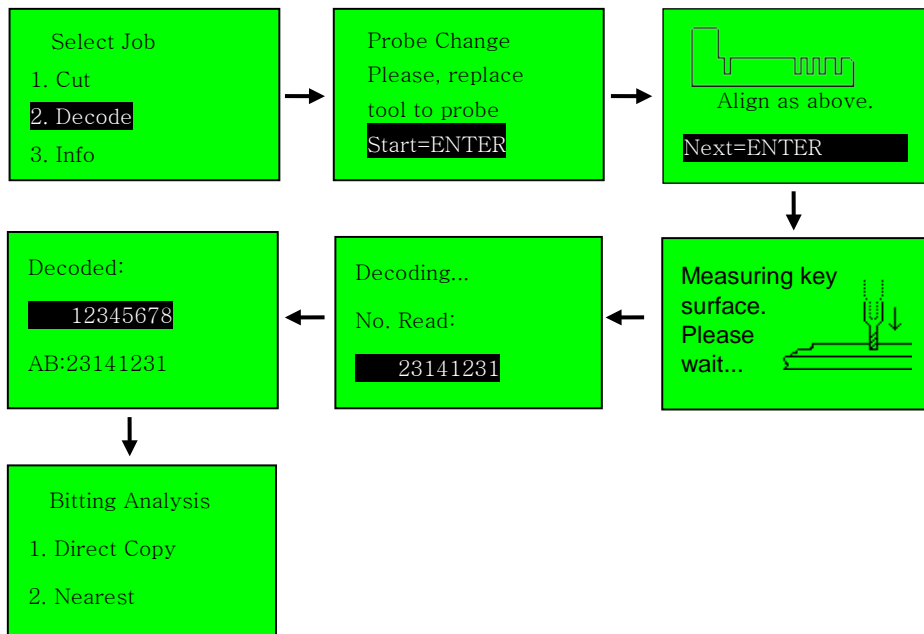 Select Job
1. Cut
2. Decode
3. Info
Probe Change
Please, replace
tool to probe
Start=ENTER
Align as above.
Next=ENTER
Measuring key
surface.
Please
wait...
Decoding...
No. Read:
23141231
Decoded:
12345678
AB:23141231
Bitting Analysis
1. Direct Copy
2. Nearest